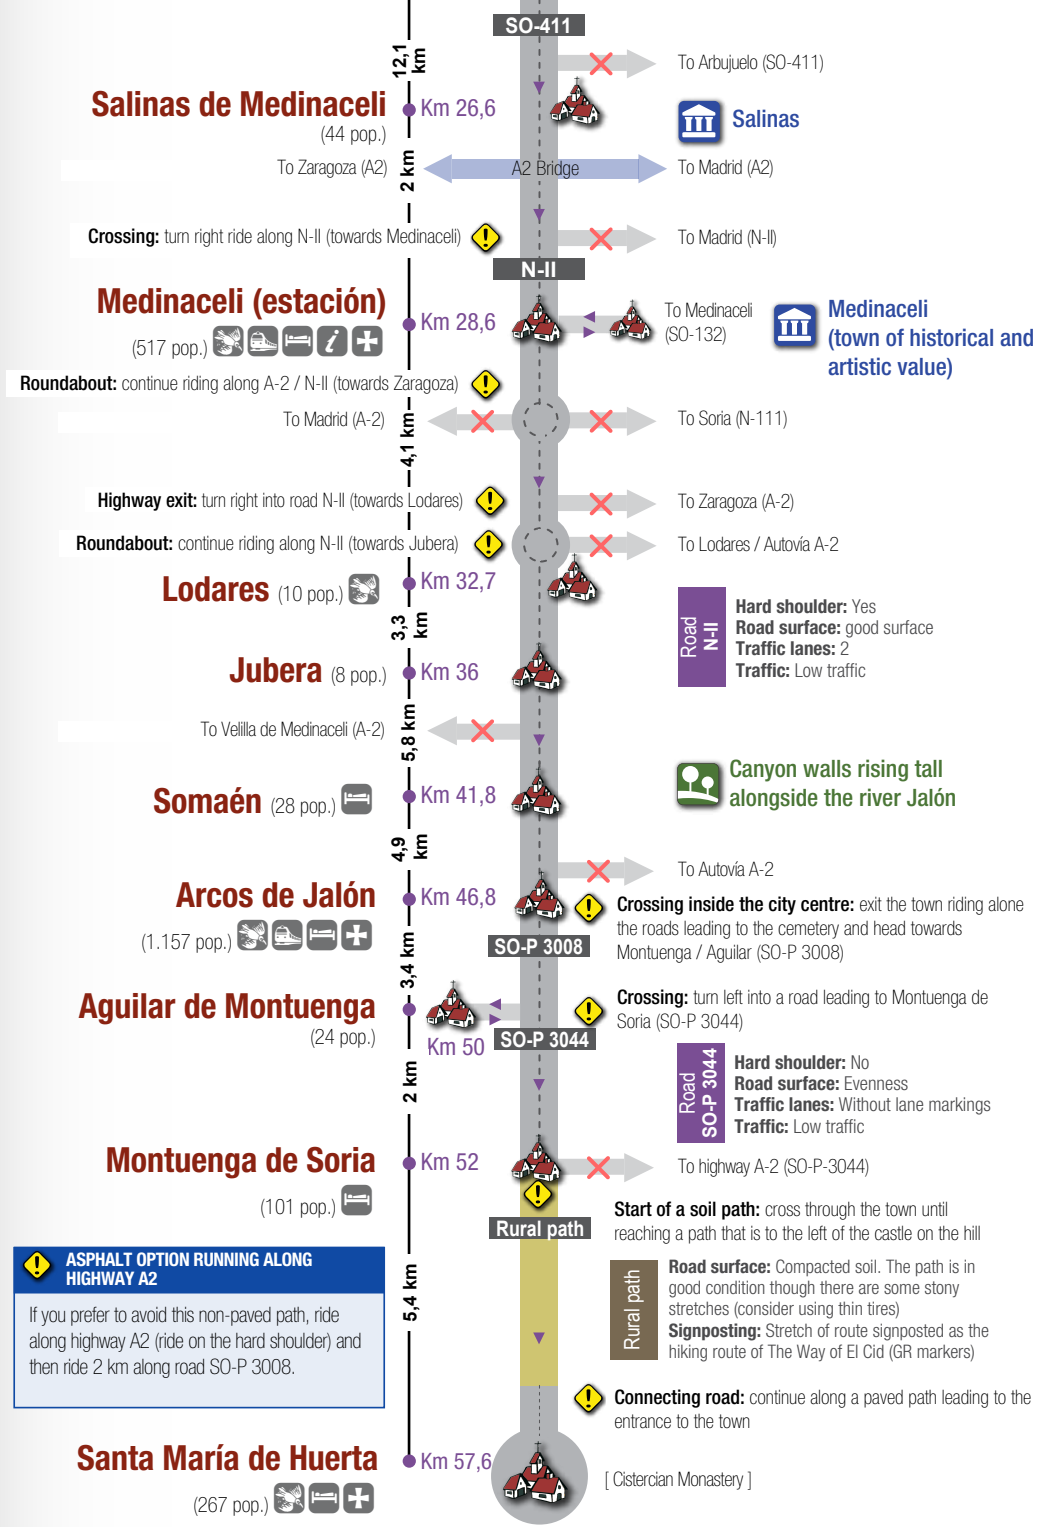 SO-411
12,1 km
To Arbujuelo (SO-411)
Salinas de Medinaceli
Km 26,6
(44 pop.)
Salinas
2 km
To Zaragoza (A2)
A2 Bridge
To Madrid (A2)
Crossing: turn right ride along N-II (towards Medinaceli)
To Madrid (N-II)
N-II
Medinaceli (estación)
Km 28,6
(517 pop.)
To Medinaceli
(SO-132)
Medinaceli
(town of historical and
artistic value)
Roundabout: continue riding along A-2 / N-II (towards Zaragoza)
To Madrid (A-2)
To Soria (N-111)
4,1 km
Highway exit: turn right into road N-II (towards Lodares)
To Zaragoza (A-2)
Roundabout: continue riding along N-II (towards Jubera)
To Lodares / Autovía A-2
Lodares (10 pop.)
Km 32,7
3,3 km
Road
N-II
Hard shoulder: Yes
Road surface: good surface
Traffic lanes: 2
Traffic: Low traffic
Jubera (8 pop.)
Km 36
To Velilla de Medinaceli (A-2)
5,8 km
Canyon walls rising tall
alongside the river Jalón
Somaén (28 pop.)
Km 41,8
4,9 km
To Autovía A-2
Arcos de Jalón
Km 46,8
(1.157 pop.)
Crossing inside the city centre: exit the town riding alone
the roads leading to the cemetery and head towards
Montuenga / Aguilar (SO-P 3008)
SO-P 3008
3,4 km
Aguilar de Montuenga
(24 pop.)
Km 50
Crossing: turn left into a road leading to Montuenga de
Soria (SO-P 3044)
SO-P 3044
2 km
Road
SO-P 3044
Hard shoulder: No
Road surface: Evenness
Traffic lanes: Without lane markings
Traffic: Low traffic
Montuenga de Soria
Km 52
(101 pop.)
To highway A-2 (SO-P-3044)
Start of a soil path: cross through the town until
reaching a path that is to the left of the castle on the hill
Rural path
ASPHALT OPTION RUNNING ALONG
HIGHWAY A2
If you prefer to avoid this non-paved path, ride
along highway A2 (ride on the hard shoulder) and
then ride 2 km along road SO-P 3008.
5,4 km
Rural path
Road surface: Compacted soil. The path is in
good condition though there are some stony
stretches (consider using thin tires)
Signposting: Stretch of route signposted as the
hiking route of The Way of El Cid (GR markers)
Connecting road: continue along a paved path leading to the
entrance to the town
Santa María de Huerta
Km 57,6
(267 pop.)
[ Cistercian Monastery ]